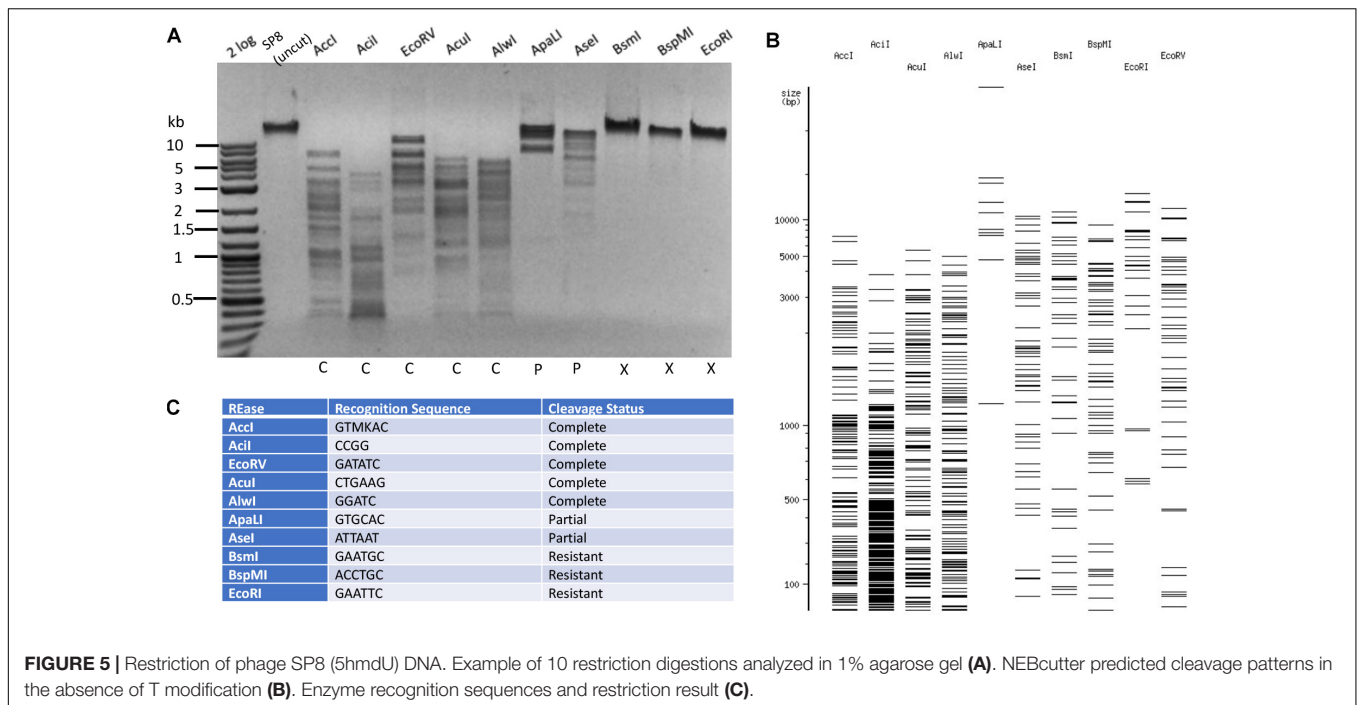 A
2 log
SP8
(uncut)
AccI
AciI
EcoRV
AcuI
AlwI
ApaLI
AseI
BsmI
BspMI
EcoRI
kb
10
5
3
2
1.5
1
0.5
C C C C C P P X X X
B
AccI
AciI
AcuI
AlwI
ApaLI
AseI
BsmI
BspMI
EcoRI
EcoRV
size
(bp)
10000
5000
3000
1000
500
100
C
REase Recognition Sequence Cleavage Status
AccI GTMKAC Complete
AciI CCGG Complete
EcoRV GATATC Complete
AcuI CTGAAG Complete
AlwI GGATC Complete
ApaLI GTGCAC Partial
AseI ATTAAT Partial
BsmI GAATGC Resistant
BspMI ACCTGC Resistant
EcoRI GAATTC Resistant
FIGURE 5 | Restriction of phage SP8 (5hmdU) DNA. Example of 10 restriction digestions analyzed in 1% agarose gel (A). NEBcutter predicted cleavage patterns in
the absence of T modification (B). Enzyme recognition sequences and restriction result (C).